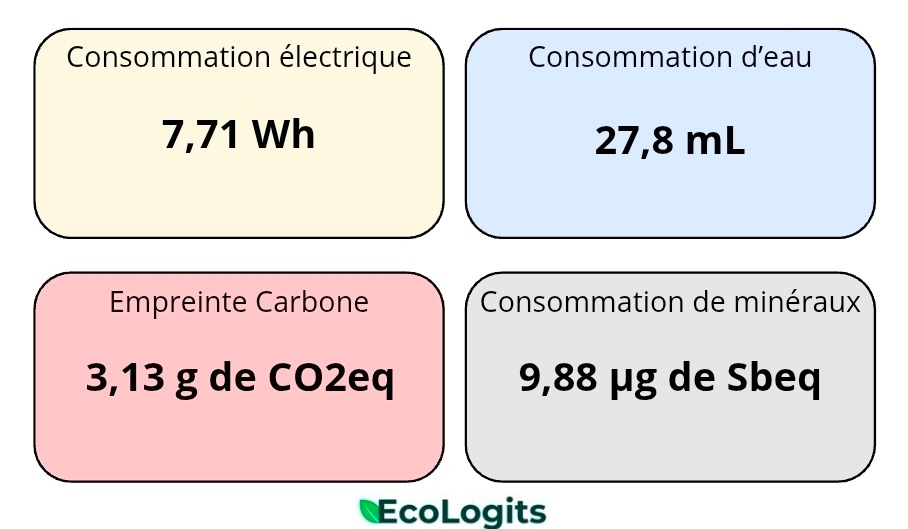 Consommation électrique
7,71 Wh
Consommation d’eau
27,8 mL
Empreinte Carbone
3,13 g de CO2eq
Consommation de minéraux
9,88 µg de Sbeq
EcoLogits